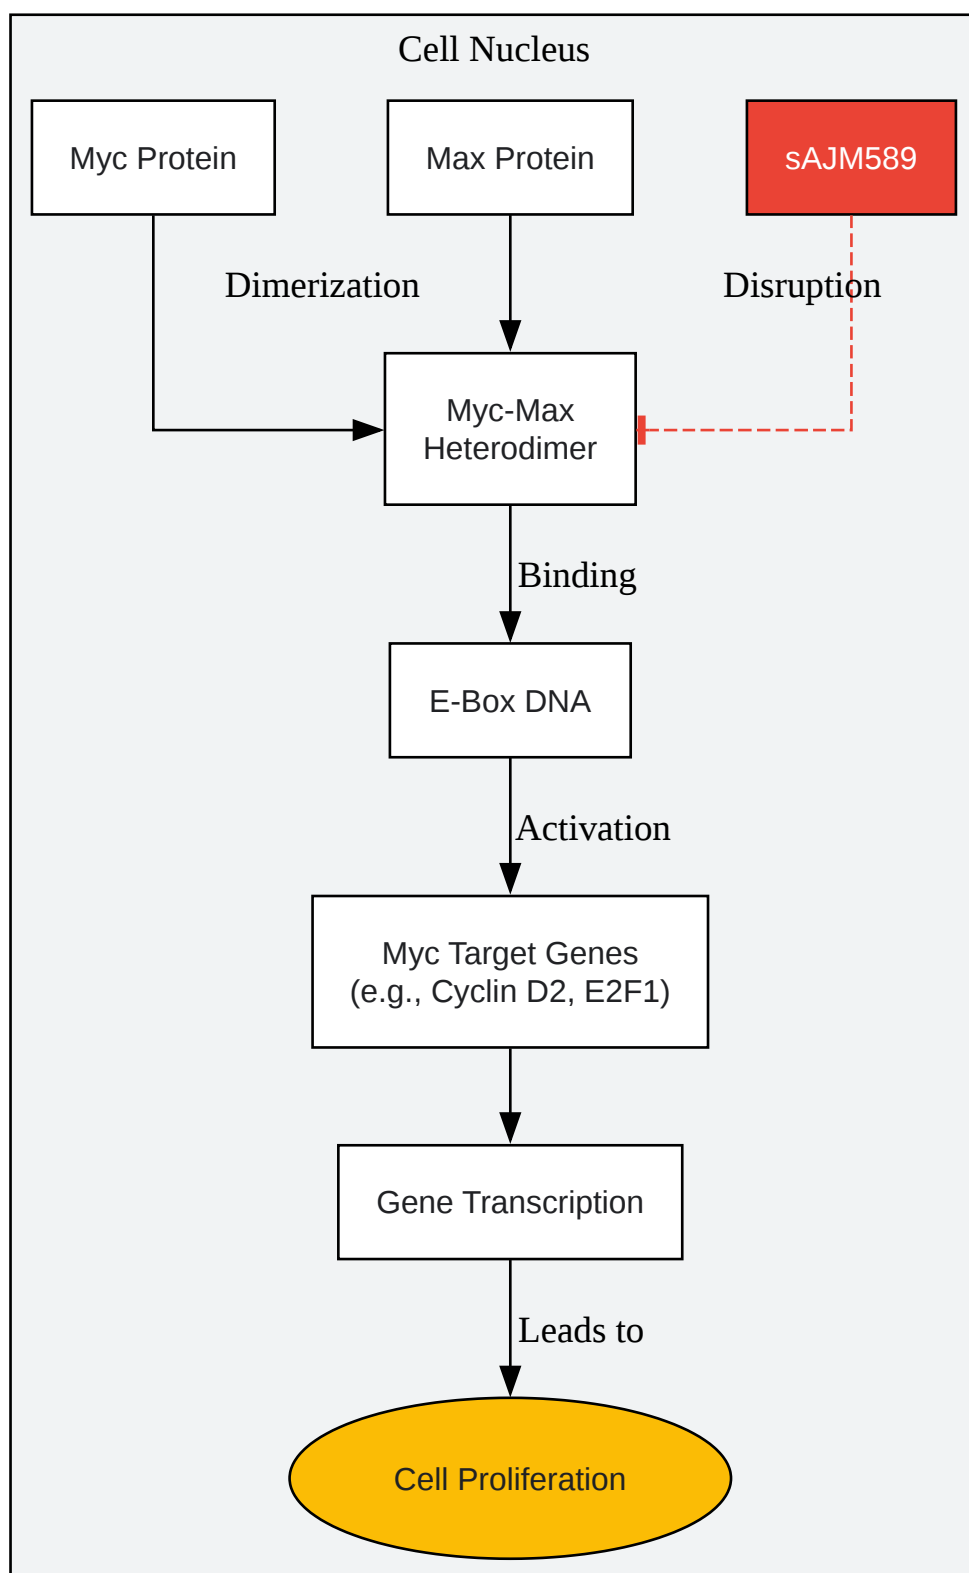 Cell Nucleus
Myc Protein
Max Protein
sAJM589
Dimerization
Disruption
Myc-Max
Heterodimer
Binding
E-Box DNA
Activation
Myc Target Genes
(e.g., Cyclin D2, E2F1)
Gene Transcription
Leads to
Cell Proliferation